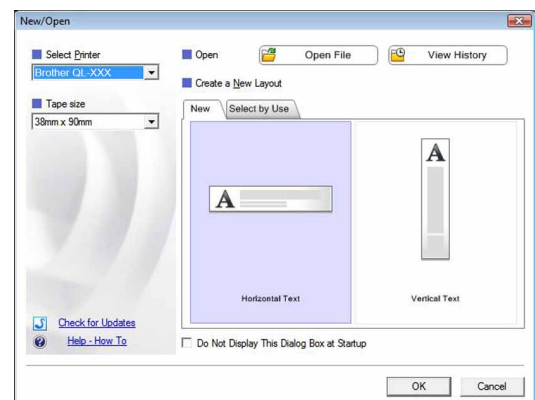 New/Open
Select Printer
Brother QL-XXX
Tape size
38mm x 90mm
Check for Updates
Help - How To
Open
Open File
View History
Create a New Layout
New
Select by Use
A
Horizontal Text
A
Vertical Text
Do Not Display This Dialog Box at Startup
OK
Cancel